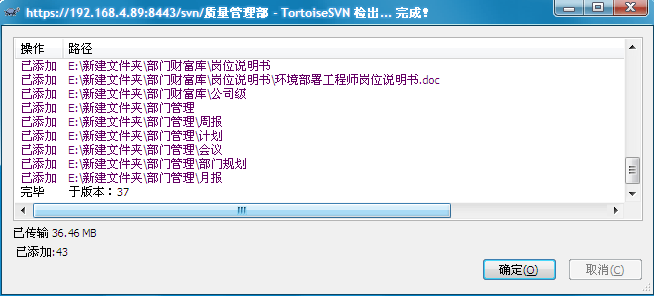 https://192.168.4.89:8443/svn/质量管理部 - TortoiseSVN 检出... 完成!
操作 路径
已添加 E:\新建文件夹\部门财富库\岗位说明书
已添加 E:\新建文件夹\部门财富库\岗位说明书\环境部署工程师岗位说明书.doc
已添加 E:\新建文件夹\部门财富库\公司级
已添加 E:\新建文件夹\部门管理
已添加 E:\新建文件夹\部门管理\周报
已添加 E:\新建文件夹\部门管理\计划
已添加 E:\新建文件夹\部门管理\会议
已添加 E:\新建文件夹\部门管理\部门规划
已添加 E:\新建文件夹\部门管理\月报
完毕 于版本：37
已传输 36.46 MB
已添加:43
确定(O) 取消(C)